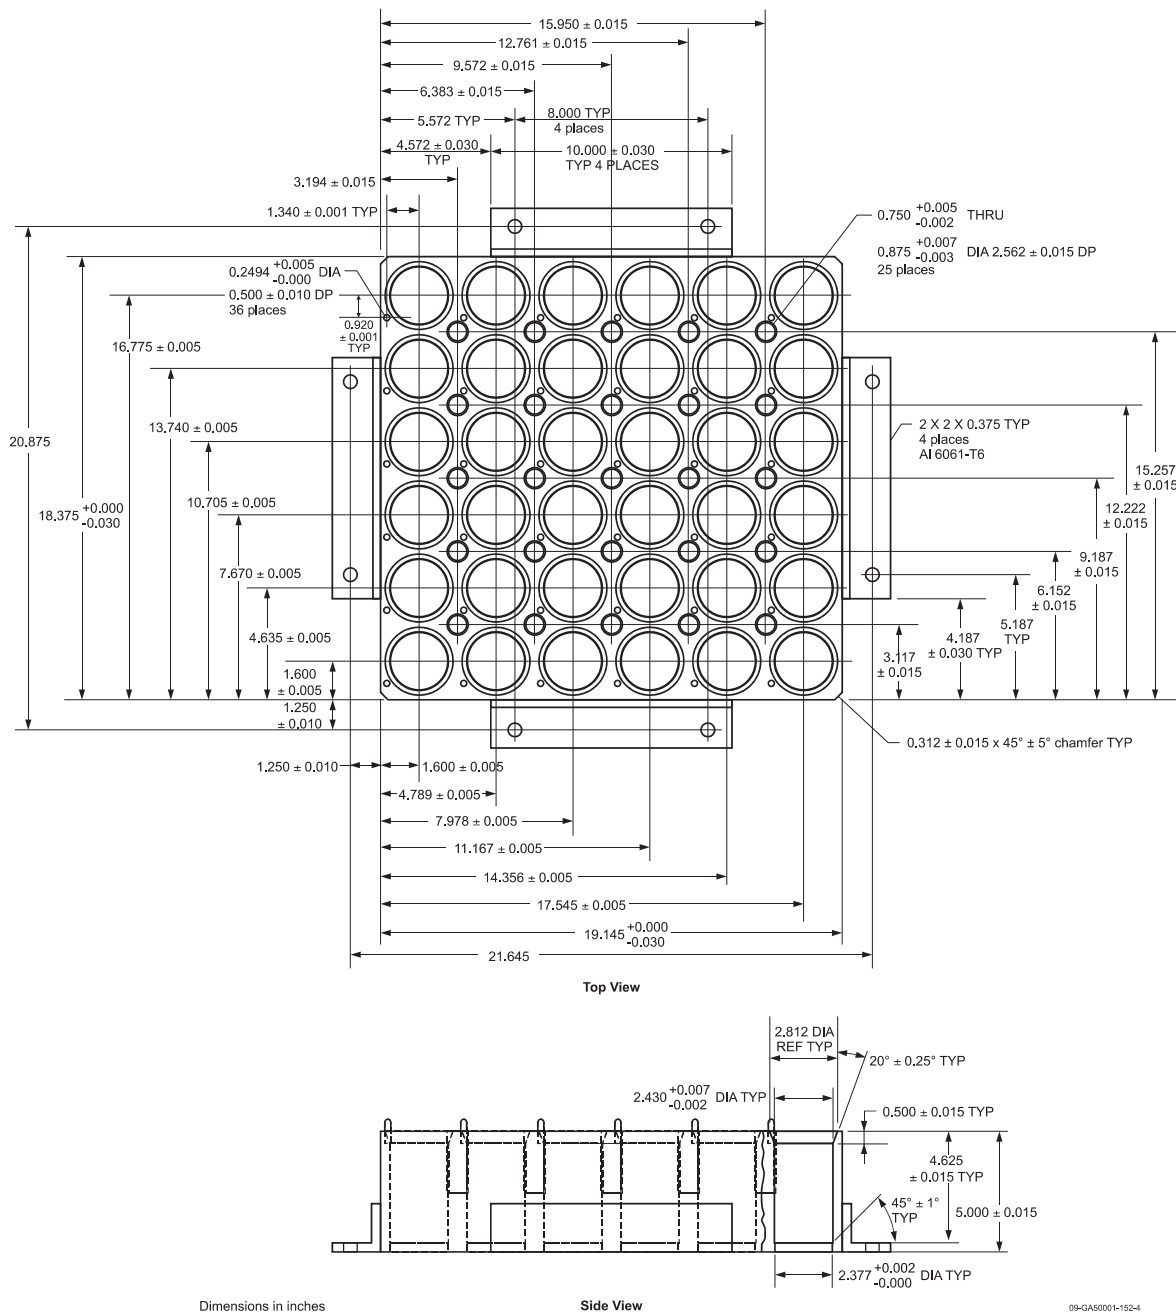 15.950 ± 0.015
12.761 ± 0.015
9.572 ± 0.015
6.383 ± 0.015
5.572 TYP
8.000 TYP
4 places
4.572 ± 0.030
TYP
10.000 ± 0.030
TYP 4 PLACES
3.194 ± 0.015
1.340 ± 0.001 TYP
0.750 +0.005 -0.002 THRU
0.875 +0.007 -0.003 DIA 2.562 ± 0.015 DP
25 places
0.2494 +0.005 -0.000 DIA
0.500 ± 0.010 DP
36 places
0.920
± 0.001
TYP
16.775 ± 0.005
13.740 ± 0.005
20.875
2 X 2 X 0.375 TYP
4 places
Al 6061-T6
15.257
± 0.015
10.705 ± 0.005
18.375 +0.000 -0.030
12.222
± 0.015
9.187
± 0.015
7.670 ± 0.005
6.152
± 0.015
5.187
TYP
4.635 ± 0.005
4.187
± 0.030 TYP
3.117
± 0.015
1.600
± 0.005
1.250
± 0.010
0.312 ± 0.015 x 45° ± 5° chamfer TYP
1.250 ± 0.010
1.600 ± 0.005
4.789 ± 0.005
7.978 ± 0.005
11.167 ± 0.005
14.356 ± 0.005
17.545 ± 0.005
19.145 +0.000 -0.030
21.645
Top View
2.812 DIA
REF TYP
20° ± 0.25° TYP
2.430 +0.007 -0.002 DIA TYP
0.500 ± 0.015 TYP
4.625
± 0.015 TYP
45° ± 1°
TYP
5.000 ± 0.015
2.377 +0.002 -0.000 DIA TYP
Dimensions in inches
Side View
09-GA50001-152-4